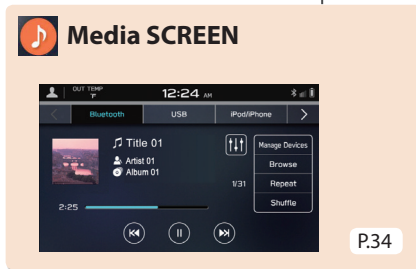 Media SCREEN
OUT TEMP
°F
12:24 AM
Bluetooth USB iPod/iPhone
Title 01
Artist 01
Album 01
1/31
Manage Devices
Browse
Repeat
Shuffle
2:25
P.34